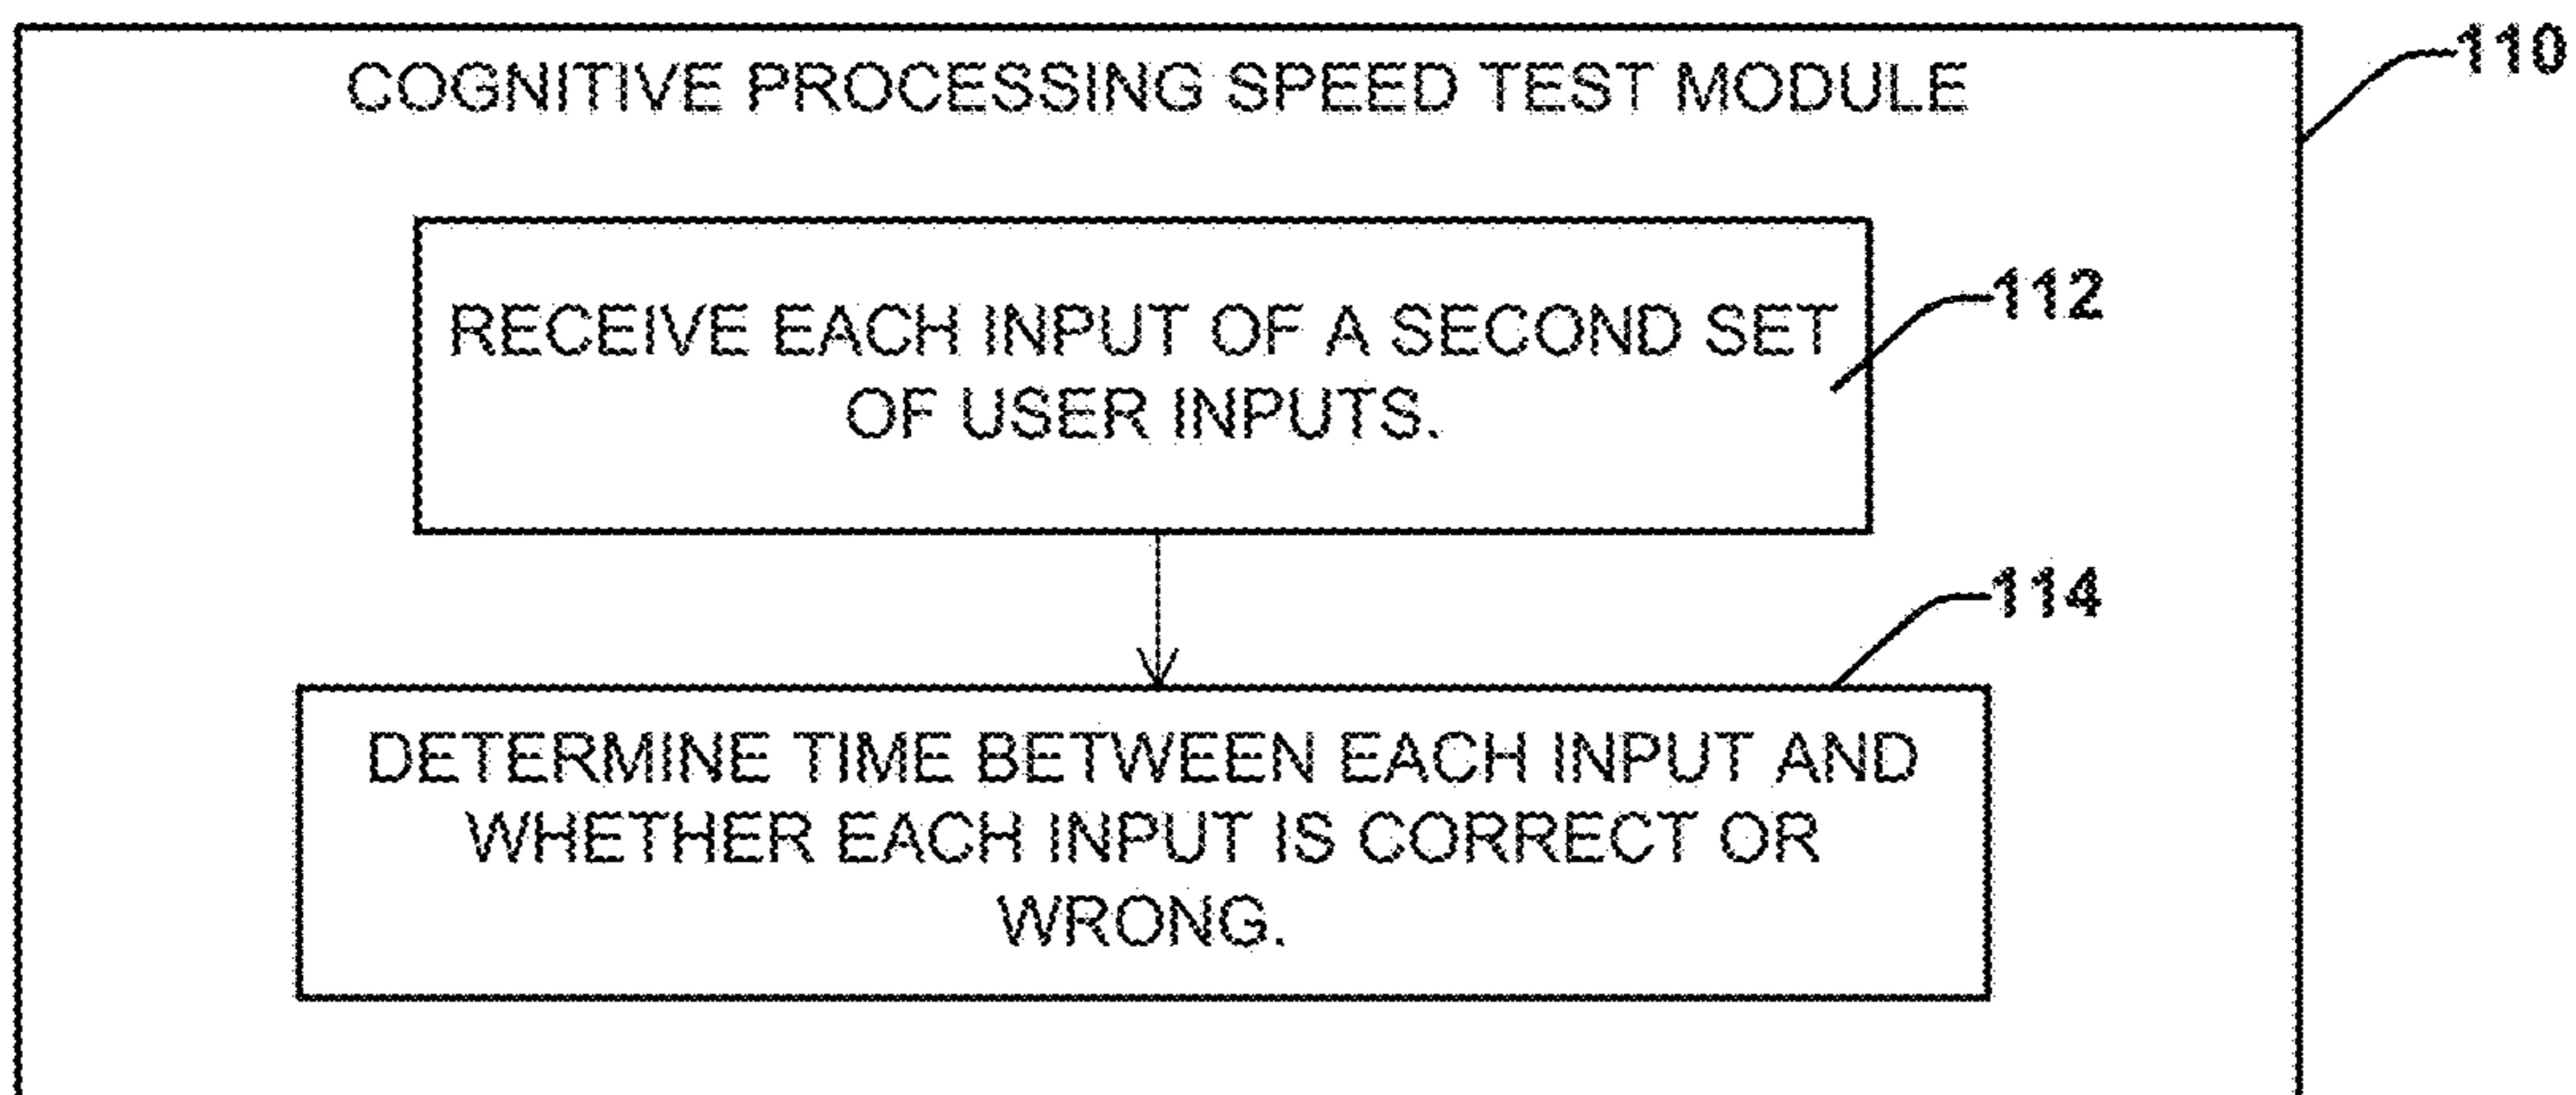 COGNITIVE PROCESSING SPEED TEST MODULE
110
RECEIVE EACH INPUT OF A SECOND SET
OF USER INPUTS.
112
114
DETERMINE TIME BETWEEN EACH INPUT AND
WHETHER EACH INPUT IS CORRECT OR
WRONG.